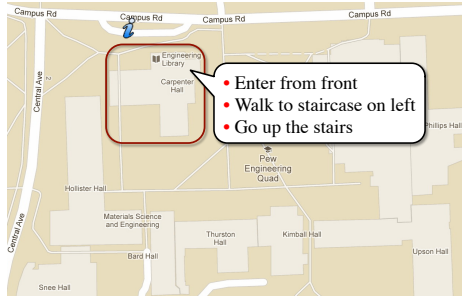 Campus Rd
Campus Rd
Campus Rd
Engineering
Library
Carpenter
Hall
• Enter from front
• Walk to staircase on left
• Go up the stairs
Central Ave
2
Phillips Hall
Pew
Engineering
Quad
Hollister Hall
Materials Science
and Engineering
Thurston
Hall
Kimball Hall
Central Ave
Bard Hall
Upson Hall
Snee Hall